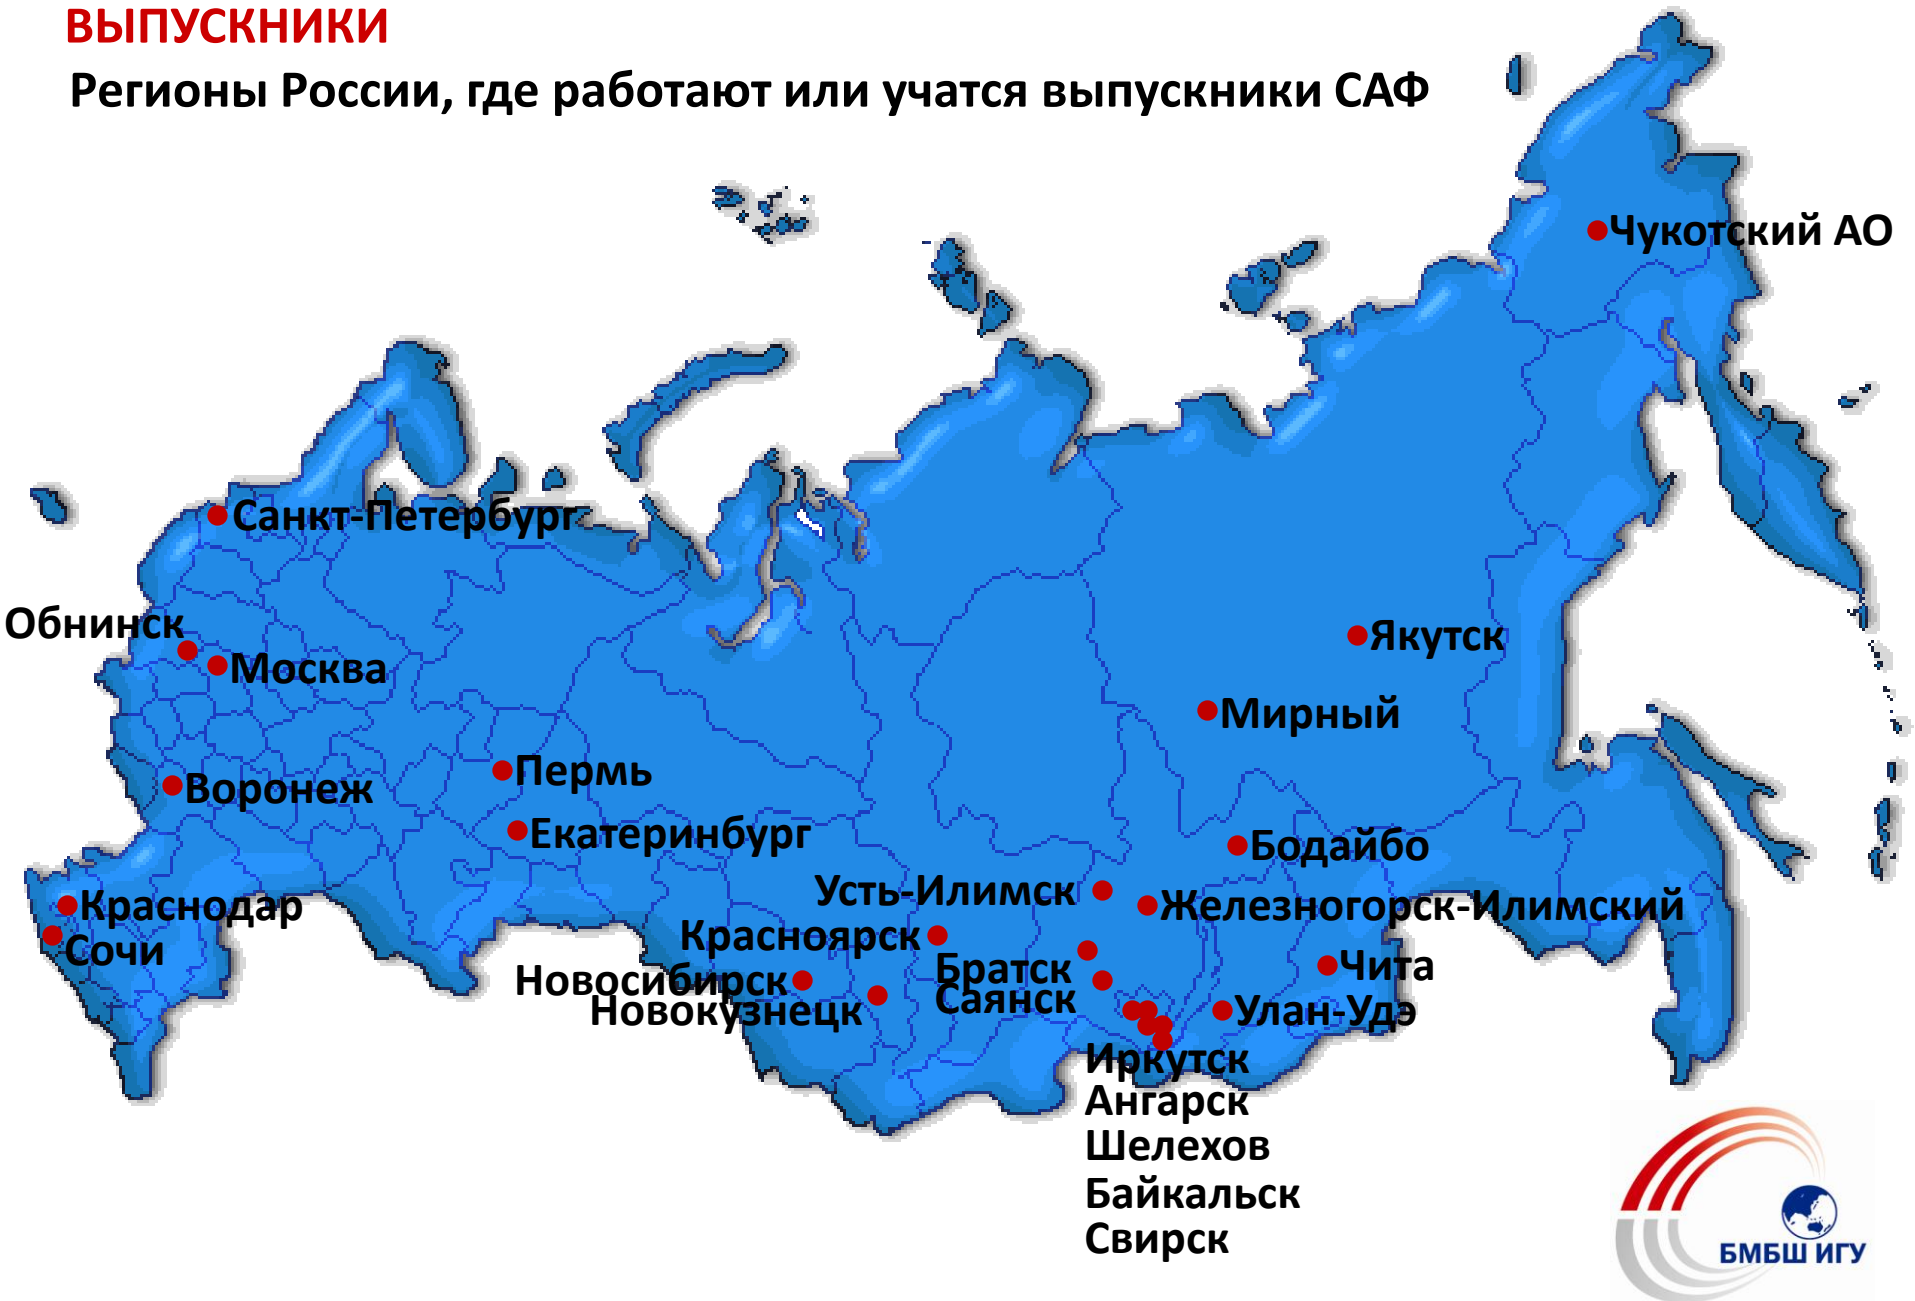 ВЫПУСКНИКИ
Регионы России, где работают или учатся выпускники САФ
Чукотский АО
Санкт-Петербург
Обнинск
Москва
Якутск
Мирный
Пермь
Воронеж
Екатеринбург
Бодайбо
Усть-Илимск
Железногорск-Илимский
Краснодар
Красноярск
Сочи
Братск
Чита
Новосибирск
Саянск
Новокузнецк
Улан-Удэ
Иркутск
Ангарск
Шелехов
Байкальск
Свирск
БМБШ ИГУ